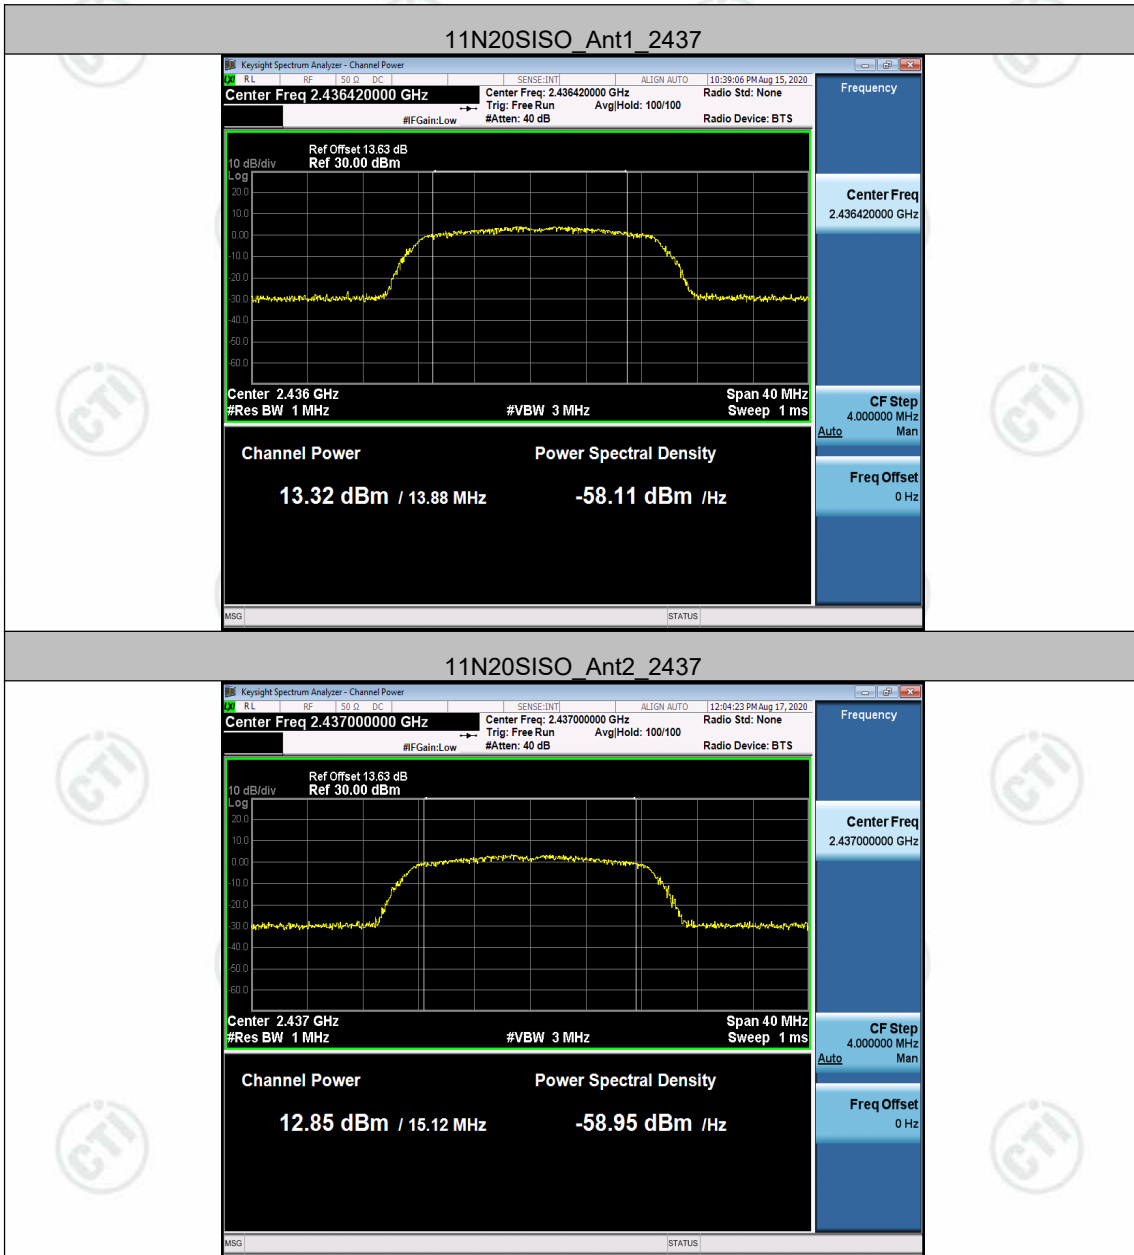 11N20SISO_Ant1_2437
Keysight Spectrum Analyzer - Channel Power
LXI RL RF 50 Ω DC SENSE:INT ALIGN AUTO 10:39:06 PM Aug 15, 2020
Center Freq 2.436420000 GHz
Center Freq: 2.436420000 GHz Radio Std: None
Trig: Free Run Avg|Hold: 100/100
#IFGain:Low #Atten: 40 dB Radio Device: BTS
Frequency
Ref Offset 13.63 dB
10 dB/div Ref 30.00 dBm
Log
20.0
10.0
0.00
-10.0
-20.0
-30.0
-40.0
-50.0
-60.0
Center Freq
2.436420000 GHz
Center 2.436 GHz Span 40 MHz
#Res BW 1 MHz #VBW 3 MHz Sweep 1 ms
CF Step
4.000000 MHz
Auto Man
Channel Power Power Spectral Density
13.32 dBm / 13.88 MHz -58.11 dBm /Hz
Freq Offset
0 Hz
MSG STATUS
11N20SISO_Ant2_2437
Keysight Spectrum Analyzer - Channel Power
LXI RL RF 50 Ω DC SENSE:INT ALIGN AUTO 12:04:23 PM Aug 17, 2020
Center Freq 2.437000000 GHz
Center Freq: 2.437000000 GHz Radio Std: None
Trig: Free Run Avg|Hold: 100/100
#IFGain:Low #Atten: 40 dB Radio Device: BTS
Frequency
Ref Offset 13.63 dB
10 dB/div Ref 30.00 dBm
Log
20.0
10.0
0.00
-10.0
-20.0
-30.0
-40.0
-50.0
-60.0
Center Freq
2.437000000 GHz
Center 2.437 GHz Span 40 MHz
#Res BW 1 MHz #VBW 3 MHz Sweep 1 ms
CF Step
4.000000 MHz
Auto Man
Channel Power Power Spectral Density
12.85 dBm / 15.12 MHz -58.95 dBm /Hz
Freq Offset
0 Hz
MSG STATUS
CTI
CTI
CTI
CTI
CTI
CTI